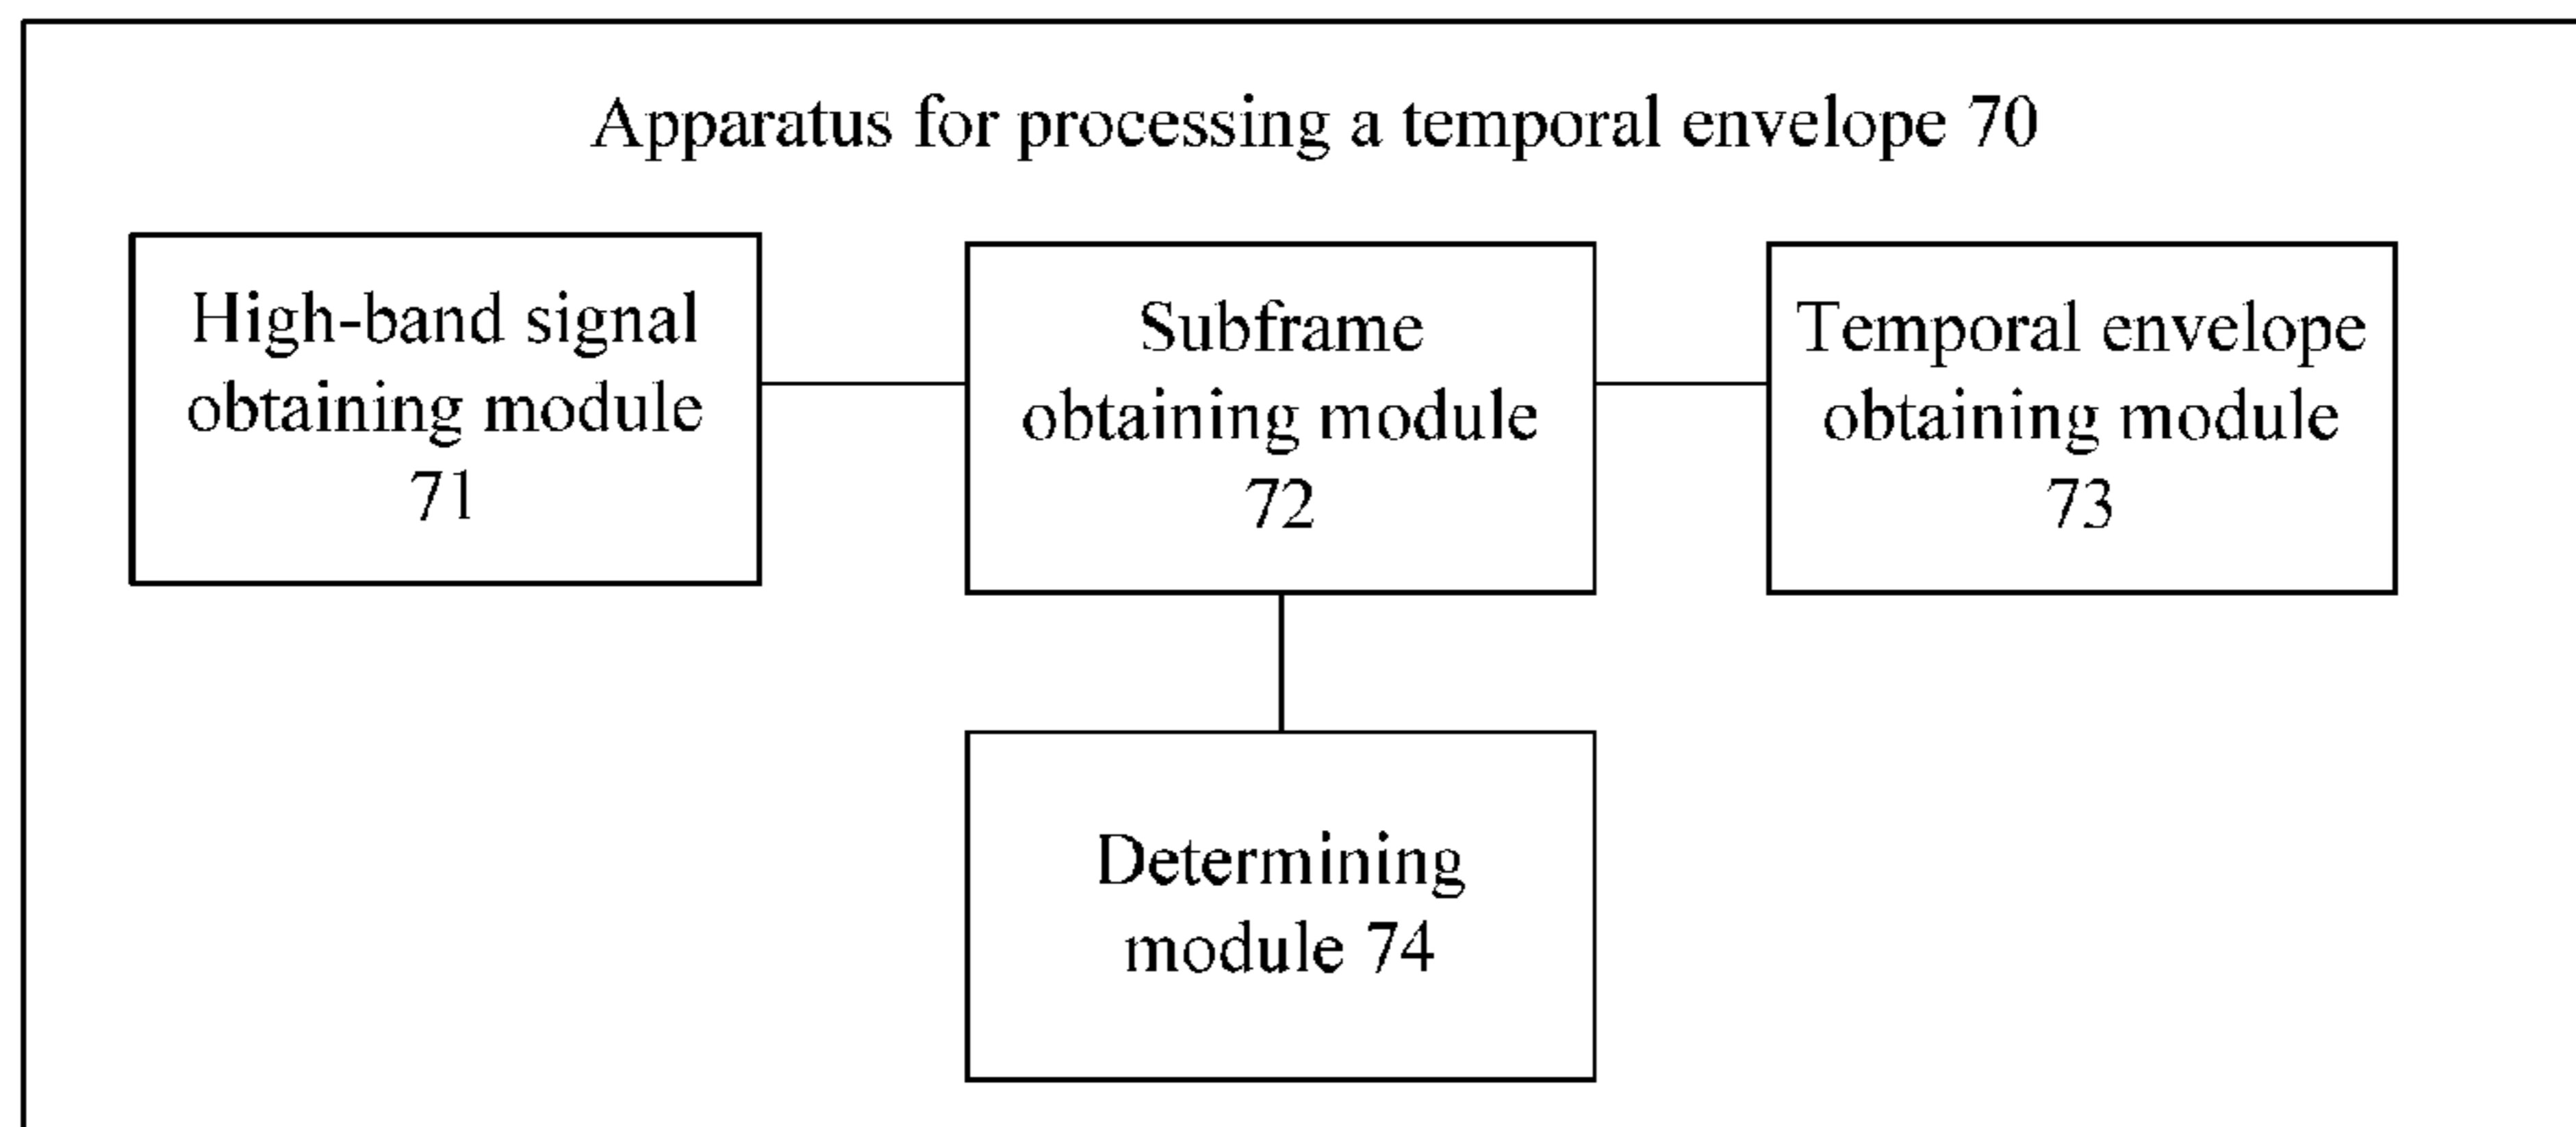 Apparatus for processing a temporal envelope 70
High-band signal
obtaining module
71
Subframe
obtaining module
72
Temporal envelope
obtaining module
73
Determining
module 74